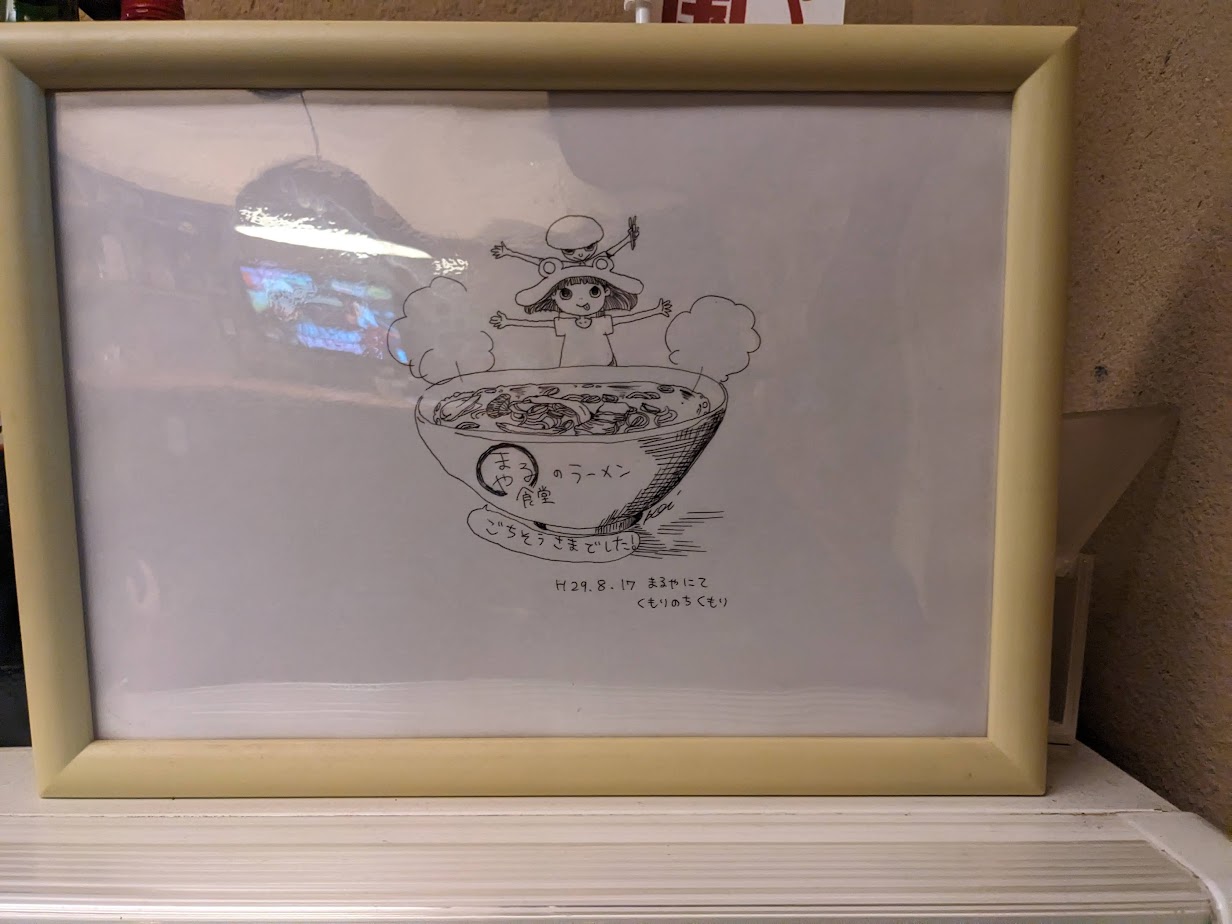 まる
や
食堂
のラーメン
ごちそうさまでした!
H29.8.17 まるやにて
くもりのちくもり